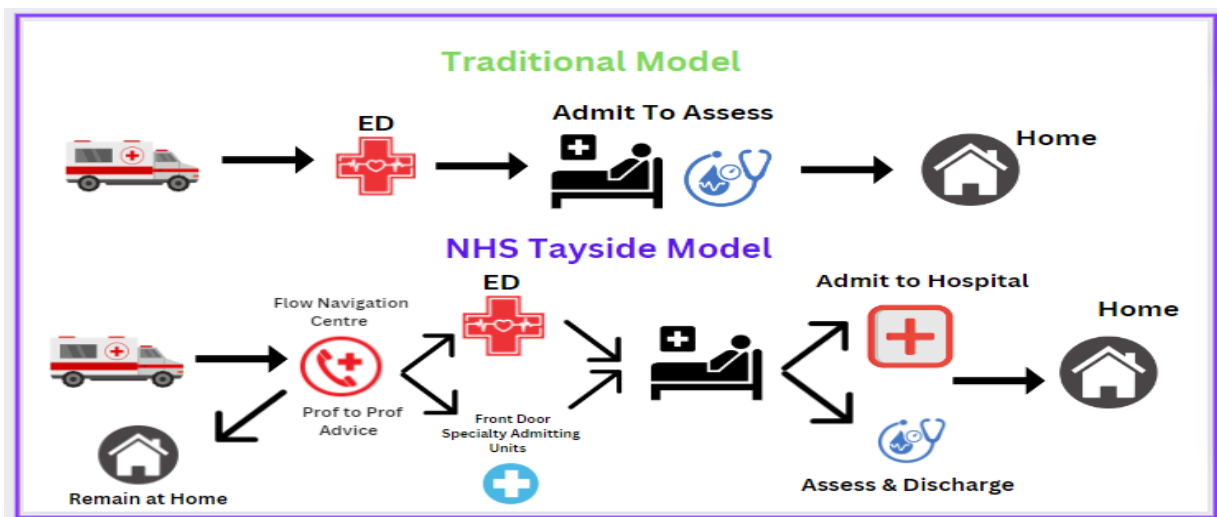 Traditional Model
ED
Admit To Assess
Home
NHS Tayside Model
Flow Navigation
Centre
Prof to Prof
Advice
Remain at Home
ED
Front Door
Specialty Admitting
Units
Admit to Hospital
Assess & Discharge
Home